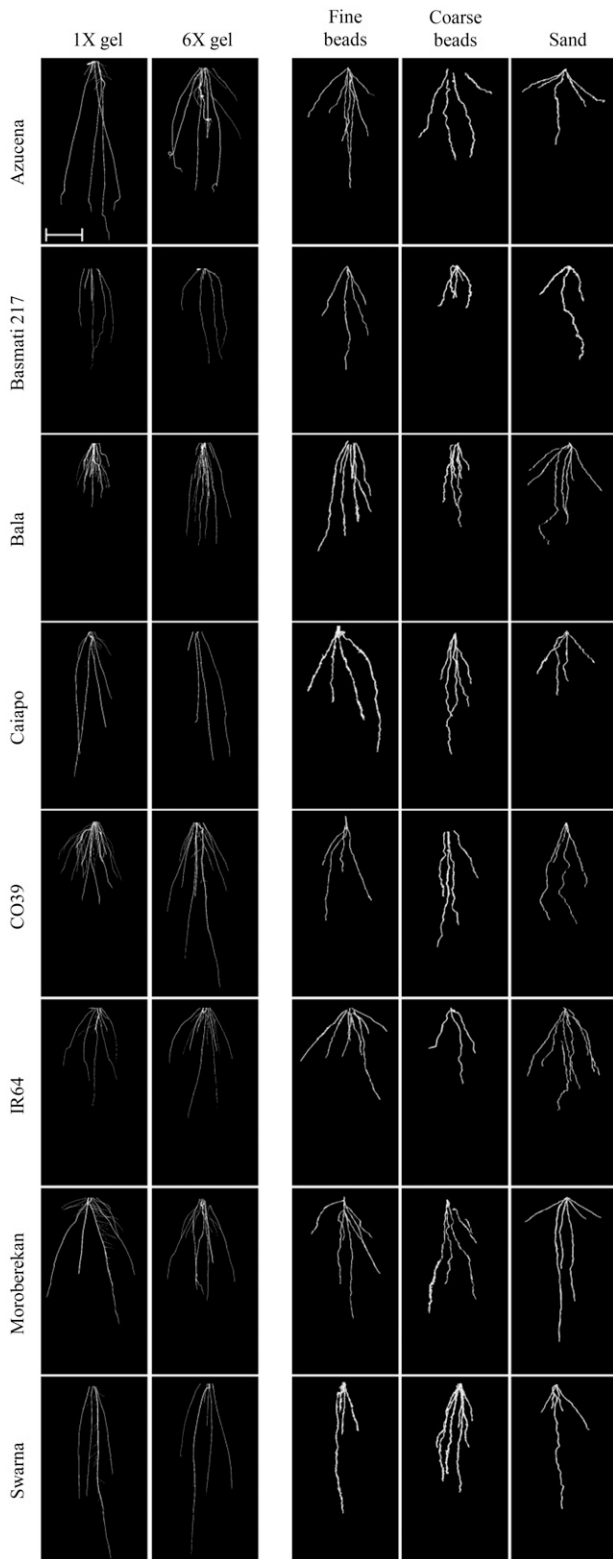 1X gel
6X gel
Fine
beads
Coarse
beads
Sand
Azucena
Basmati 217
Bala
Caiapo
CO39
IR64
Moroberekan
Swarna